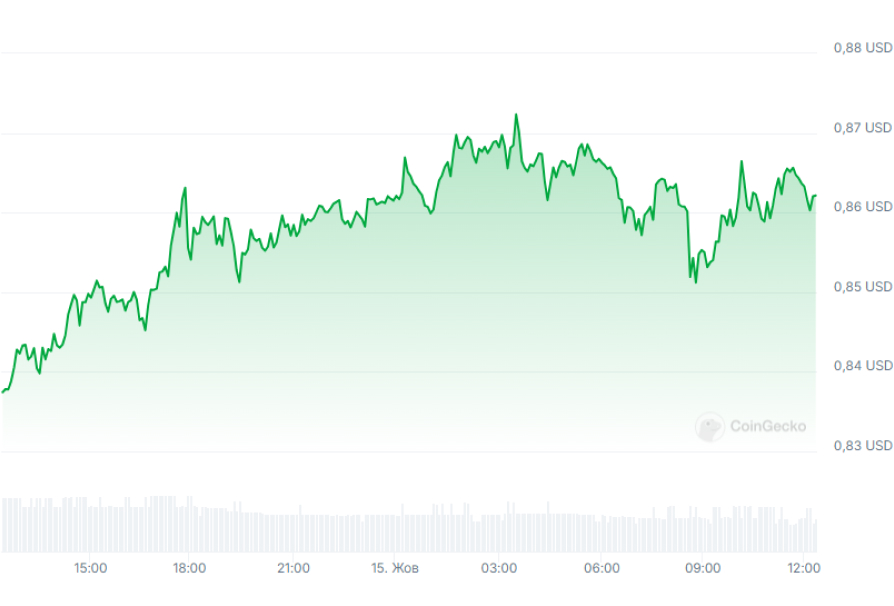 0,88 USD
0,87 USD
0,86 USD
0,85 USD
0,84 USD
CoinGecko
0,83 USD
15:00 18:00 21:00 15. Жов 03:00 06:00 09:00 12:00